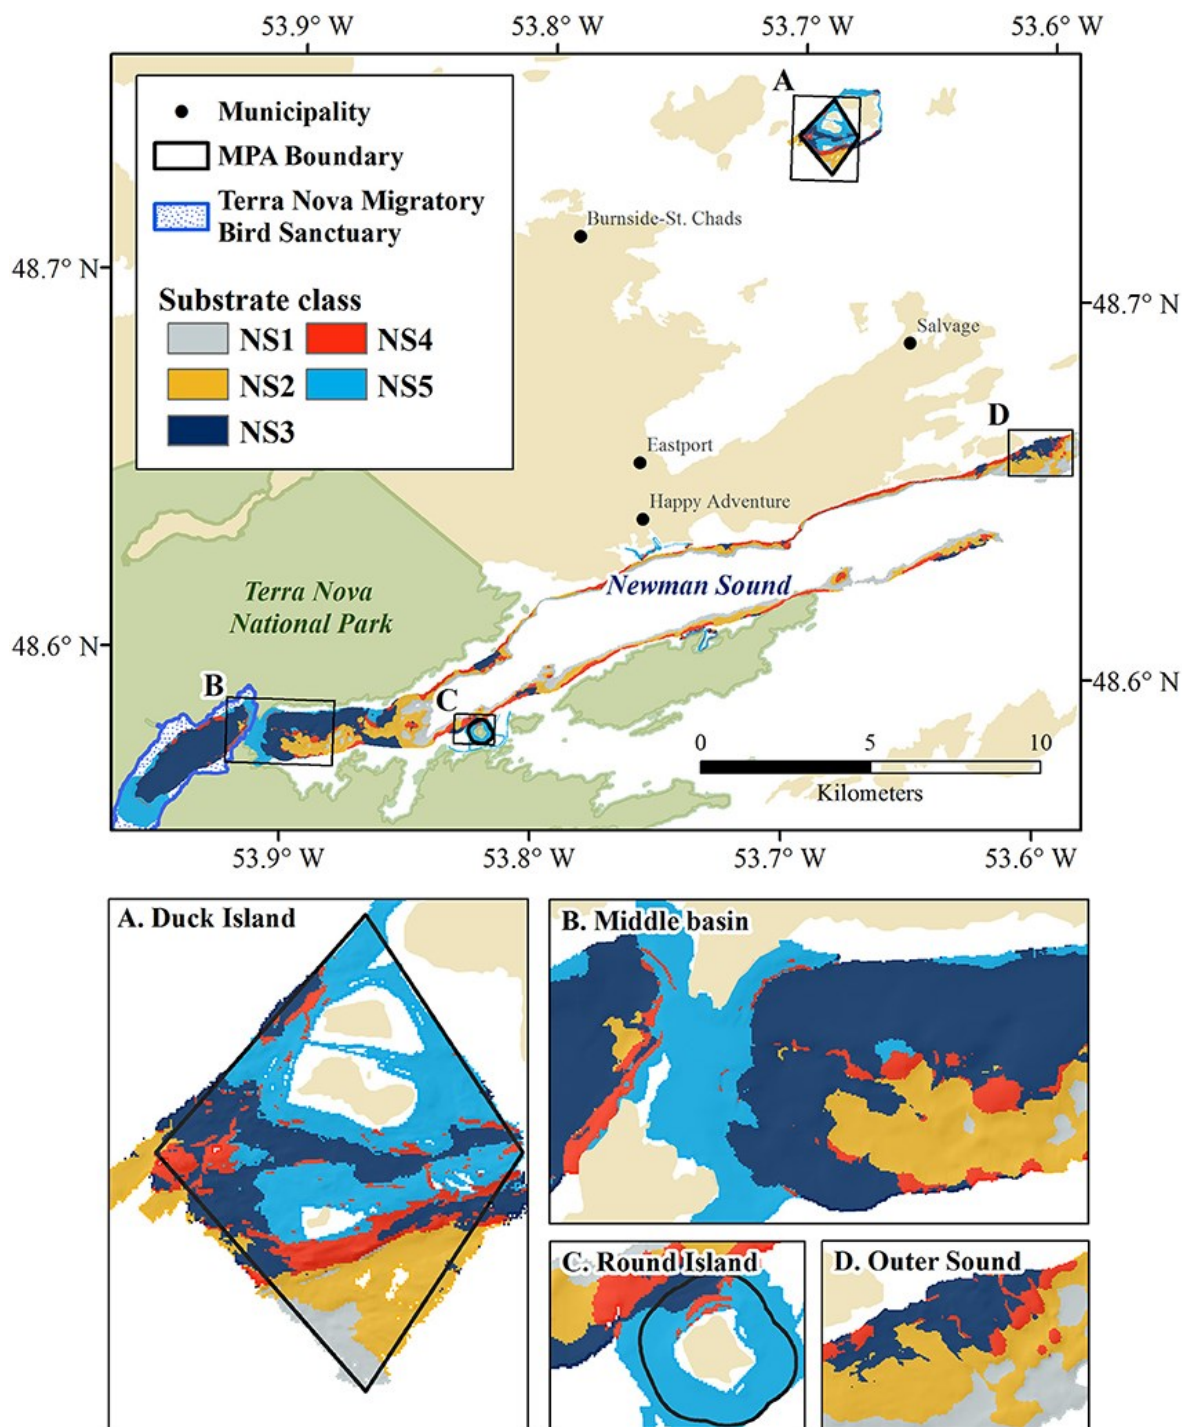 53.9° W 53.8° W 53.7° W 53.6° W
A
Municipality
MPA Boundary
Terra Nova Migratory
Bird Sanctuary
Burnside-St. Chads
48.7° N
48.7° N
Substrate class
NS1 NS4
NS2 NS5
NS3
Salvage
D
Eastport
Happy Adventure
Newman Sound
Terra Nova
National Park
48.6° N
48.6° N
B
C
0 5 10
Kilometers
53.9° W 53.8° W 53.7° W 53.6° W
A. Duck Island
B. Middle basin
C. Round Island
D. Outer Sound